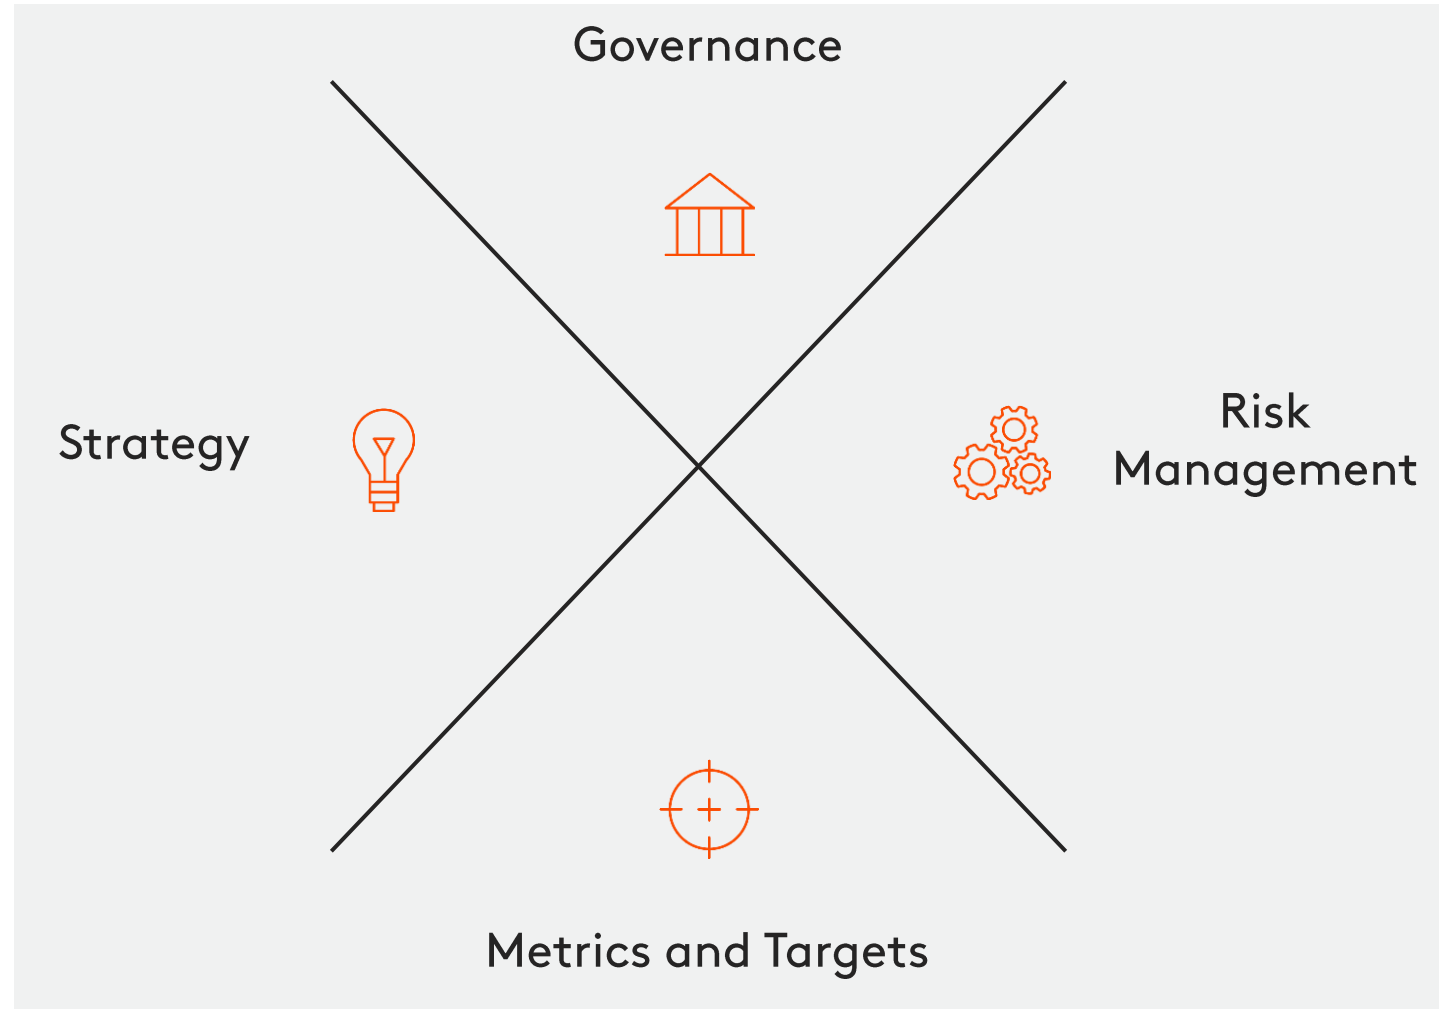 Governance
Strategy
Risk
Management
Metrics and Targets